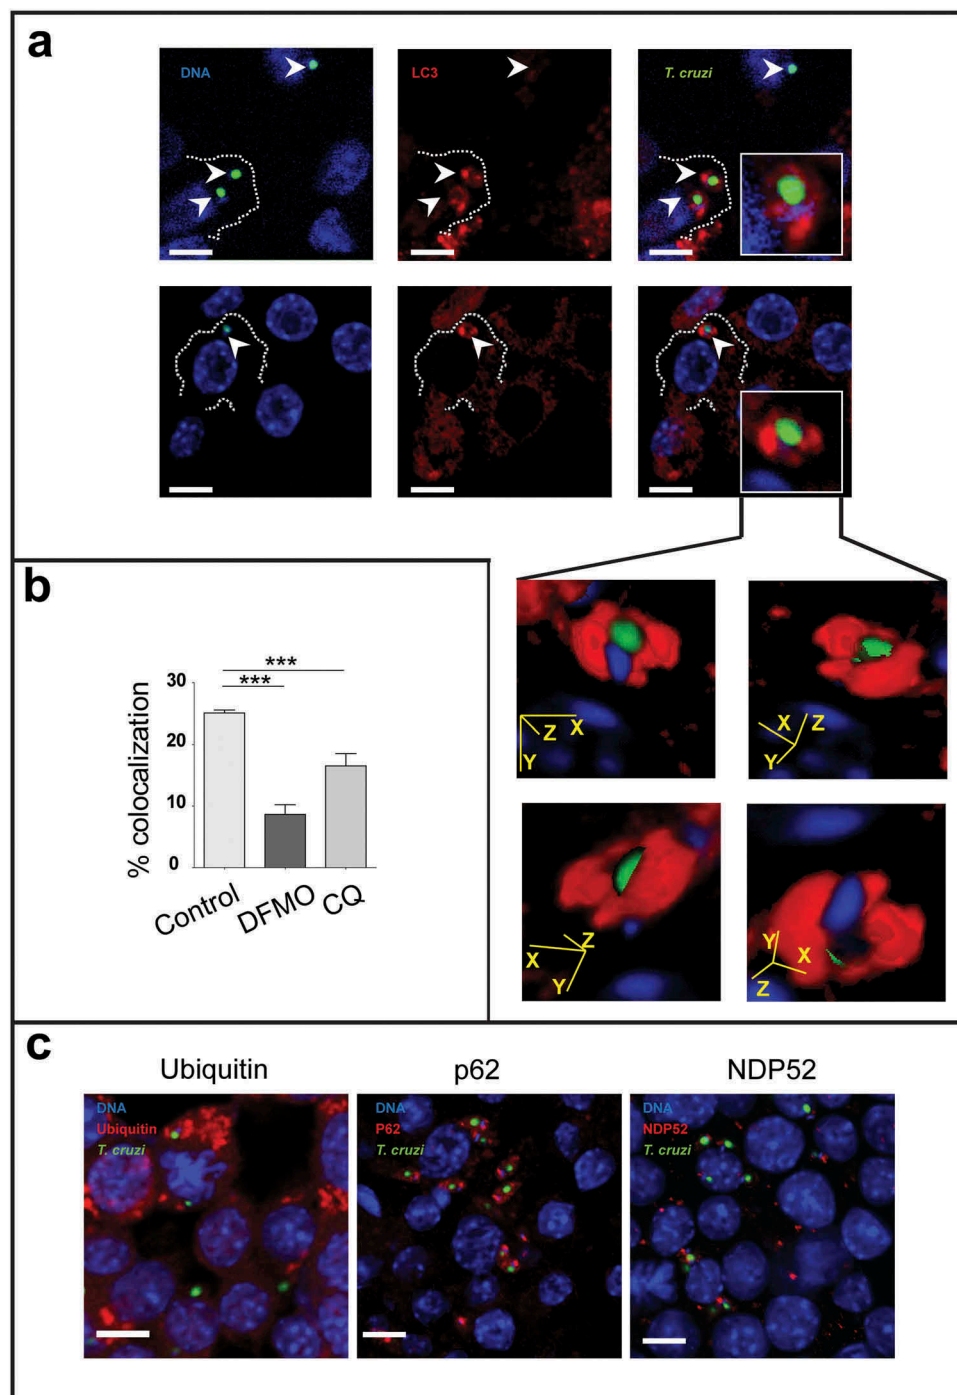 a
DNA
LC3
T. cruzi
b
% colocalization
30
20
10
0
***
***
Control
DFMO
CQ
Z
X
Y
X
Z
Y
Z
X
Y
Y
X
Z
c
Ubiquitin
p62
NDP52
DNA
Ubiquitin
T. cruzi
DNA
P62
T. cruzi
DNA
NDP52
T. cruzi